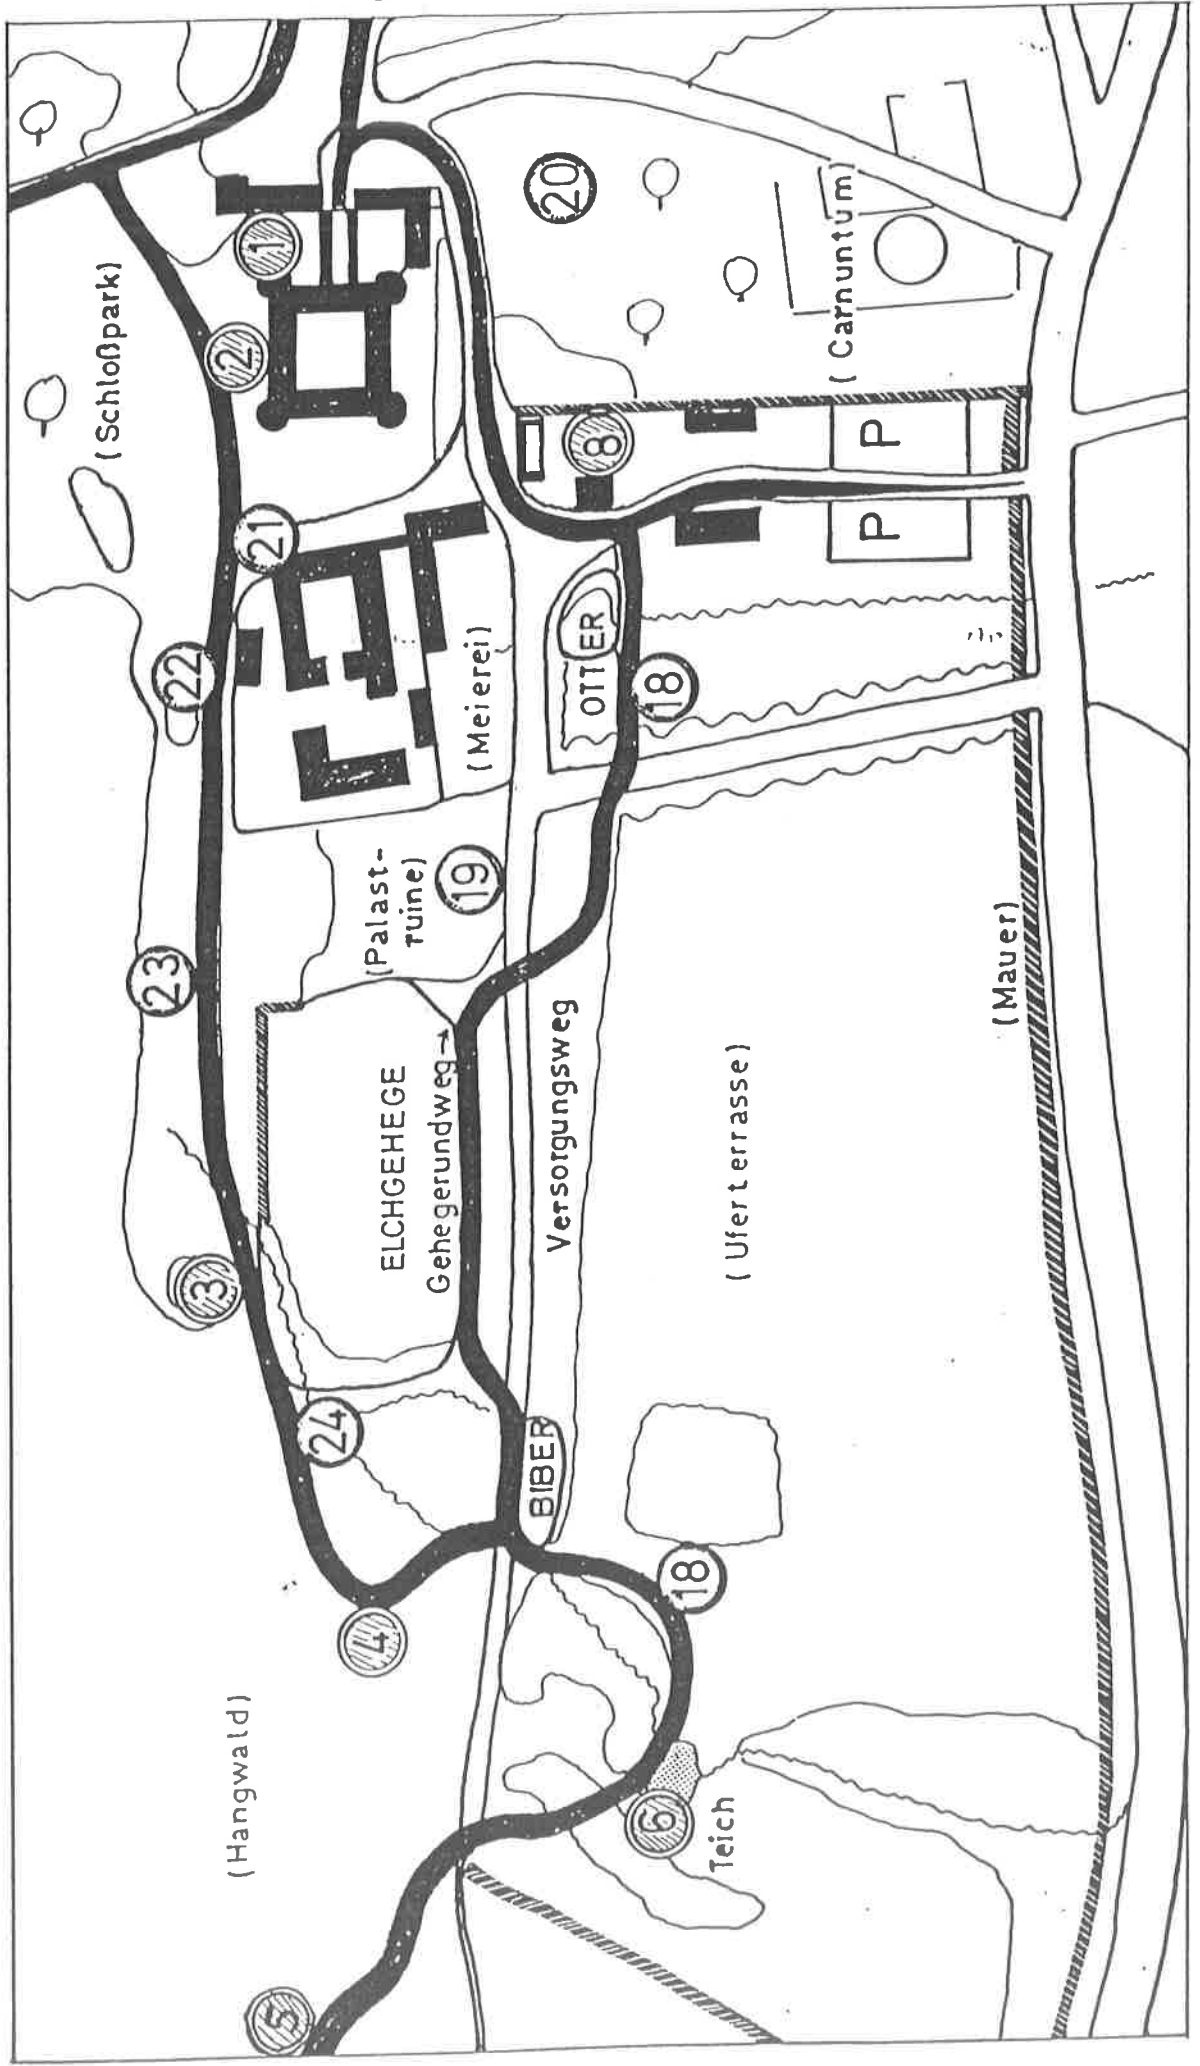 (Schloßpark)
23
22
3
2
(Hangwald)
21
1
5
24
4
(Palast-
ruine)
ELCHGEHEGE
Gehegerundweg→
19
(Meierei)
BIBER
Versorgungsweg
20
OTTER
8
6
18
18
Teich
(Uferterrasse)
(Carnuntum)
P
P
(Mauer)